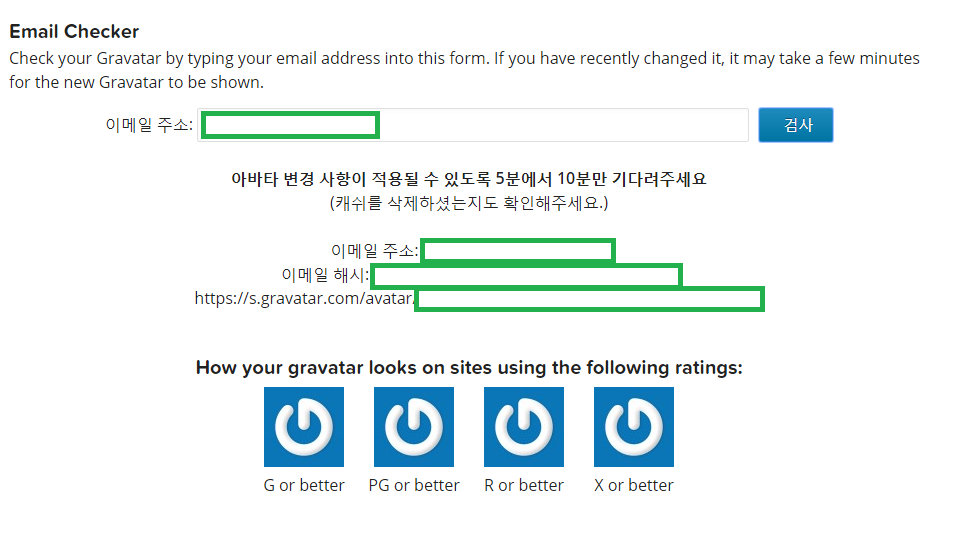 Email Checker
Check your Gravatar by typing your email address into this form. If you have recently changed it, it may take a few minutes
for the new Gravatar to be shown.
이메일 주소: 검사
아바타 변경 사항이 적용될 수 있도록 5분에서 10분만 기다려주세요
(캐쉬를 삭제하셨는지도 확인해주세요.)
이메일 주소:
이메일 해시:
https://s.gravatar.com/avatar/
How your gravatar looks on sites using the following ratings:
G or better PG or better R or better X or better